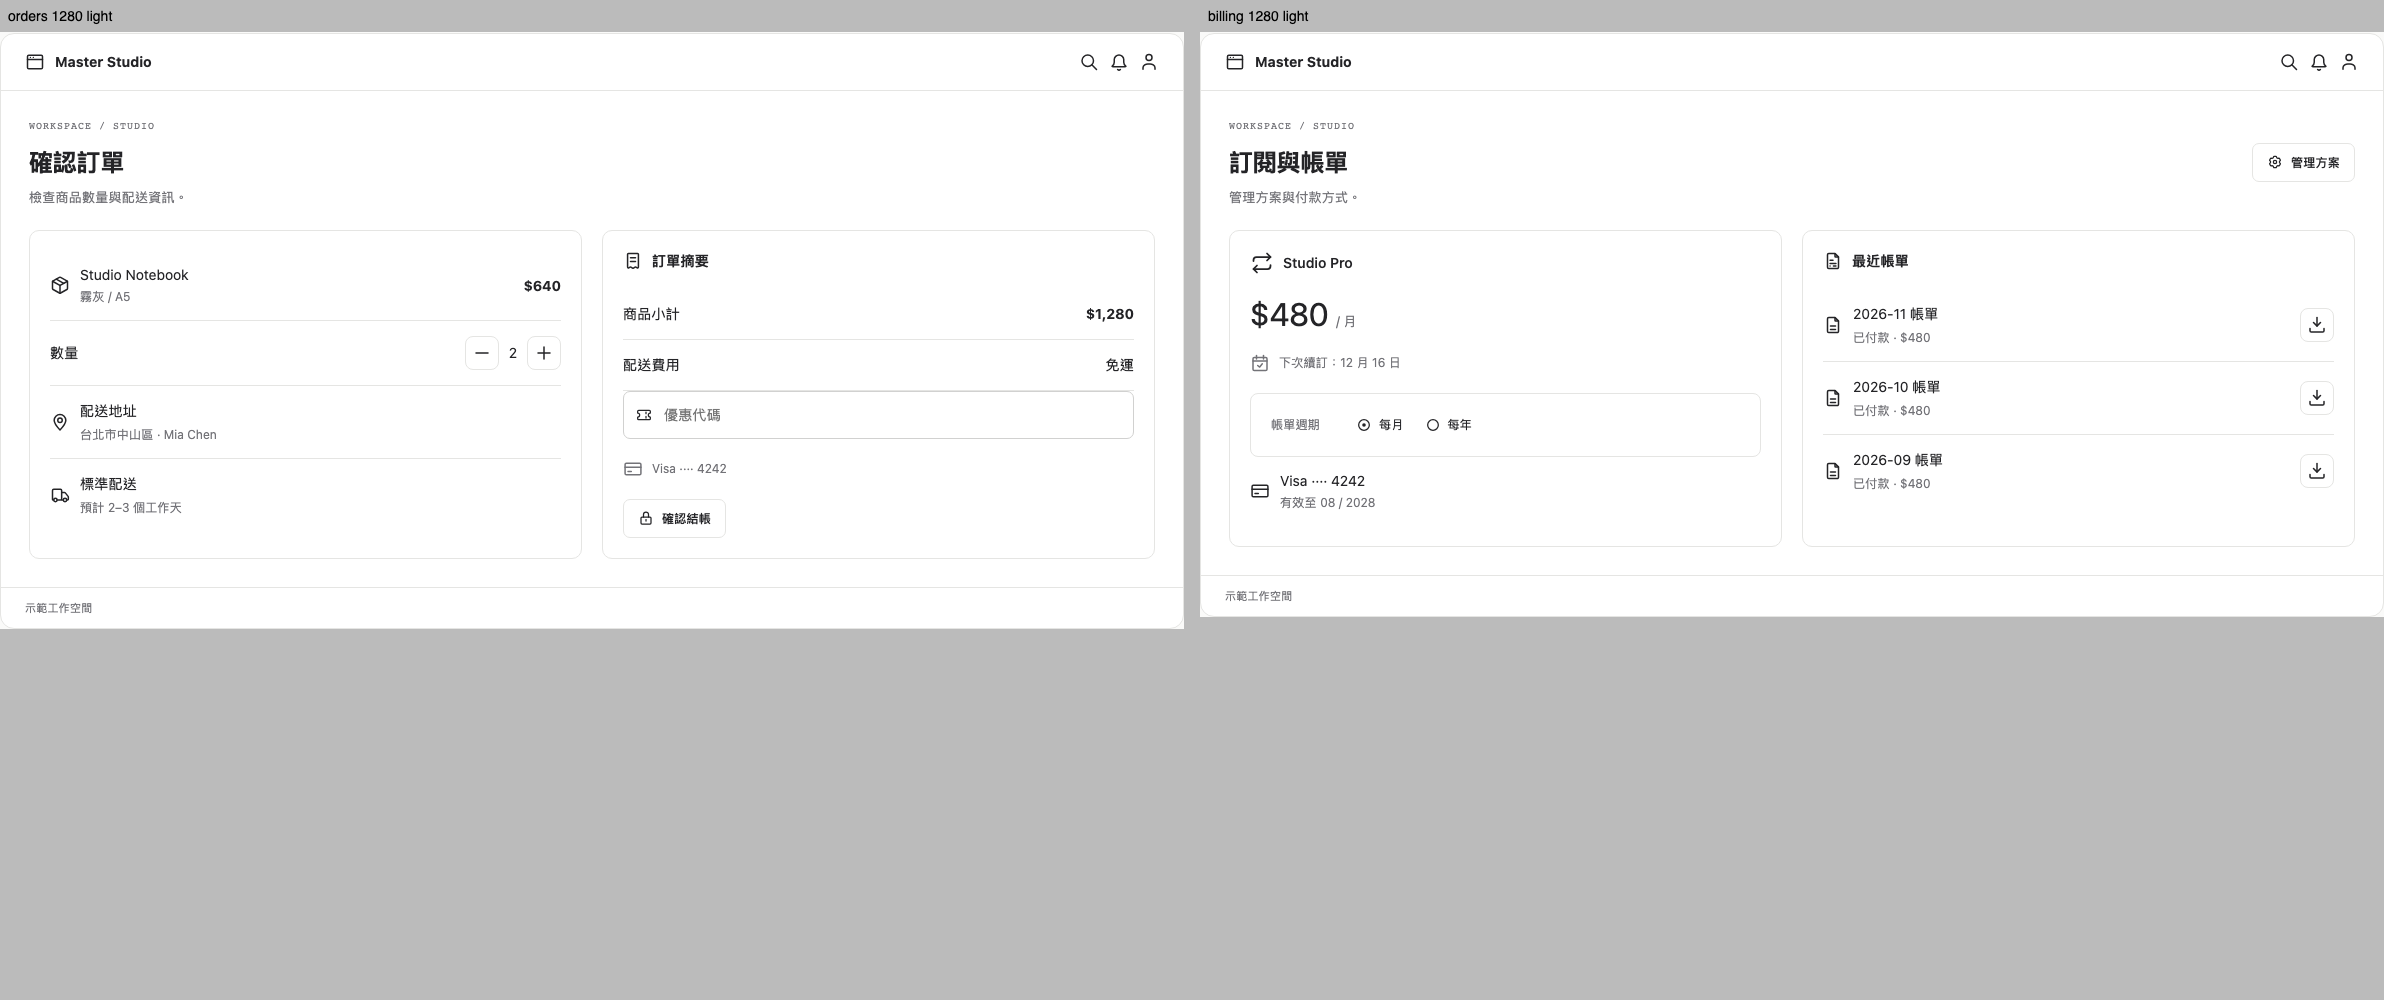 orders 1280 light
Master Studio
WORKSPACE / STUDIO
確認訂單
檢查商品數量與配送資訊。
Studio Notebook
霧灰 / A5
$640
數量
2
配送地址
台北市中山區 · Mia Chen
標準配送
預計 2–3 個工作天
訂單摘要
商品小計 $1,280
配送費用 免運
優惠代碼
Visa ···· 4242
確認結帳
示範工作空間
billing 1280 light
Master Studio
WORKSPACE / STUDIO
訂閱與帳單
管理方案
管理方案與付款方式。
Studio Pro
$480 / 月
下次續訂：12 月 16 日
帳單週期 每月 每年
Visa ···· 4242
有效至 08 / 2028
最近帳單
2026-11 帳單
已付款 · $480
2026-10 帳單
已付款 · $480
2026-09 帳單
已付款 · $480
示範工作空間